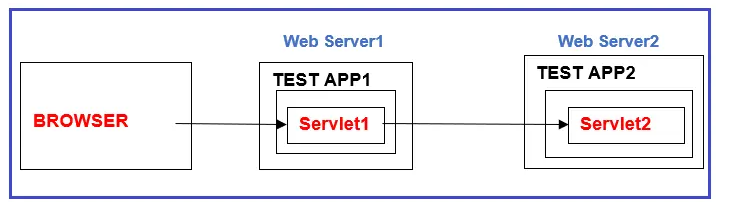 Web Server1
Web Server2
TEST APP1
TEST APP2
BROWSER
Servlet1
Servlet2